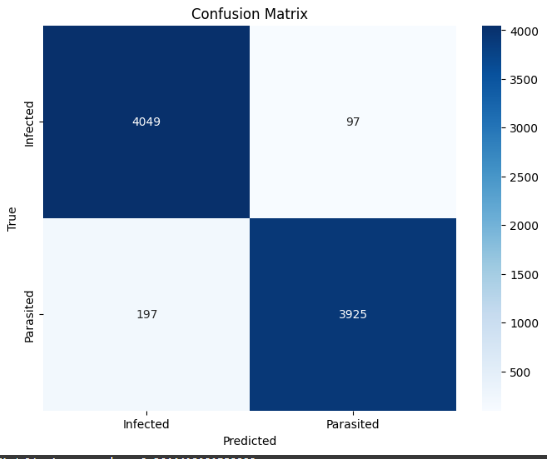 Confusion Matrix
4000
3500
3000
2500
2000
1500
1000
500
True
Infected
4049
97
Parasited
197
3925
Infected
Parasited
Predicted